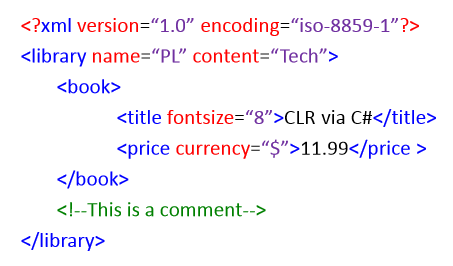 <?xml version=“1.0” encoding=“iso-8859-1”?>
<library name=“PL” content=“Tech”>
<book>
<title fontsize=“8”>CLR via C#</title>
<price currency=“$”>11.99</price >
</book>
<!--This is a comment-->
</library>